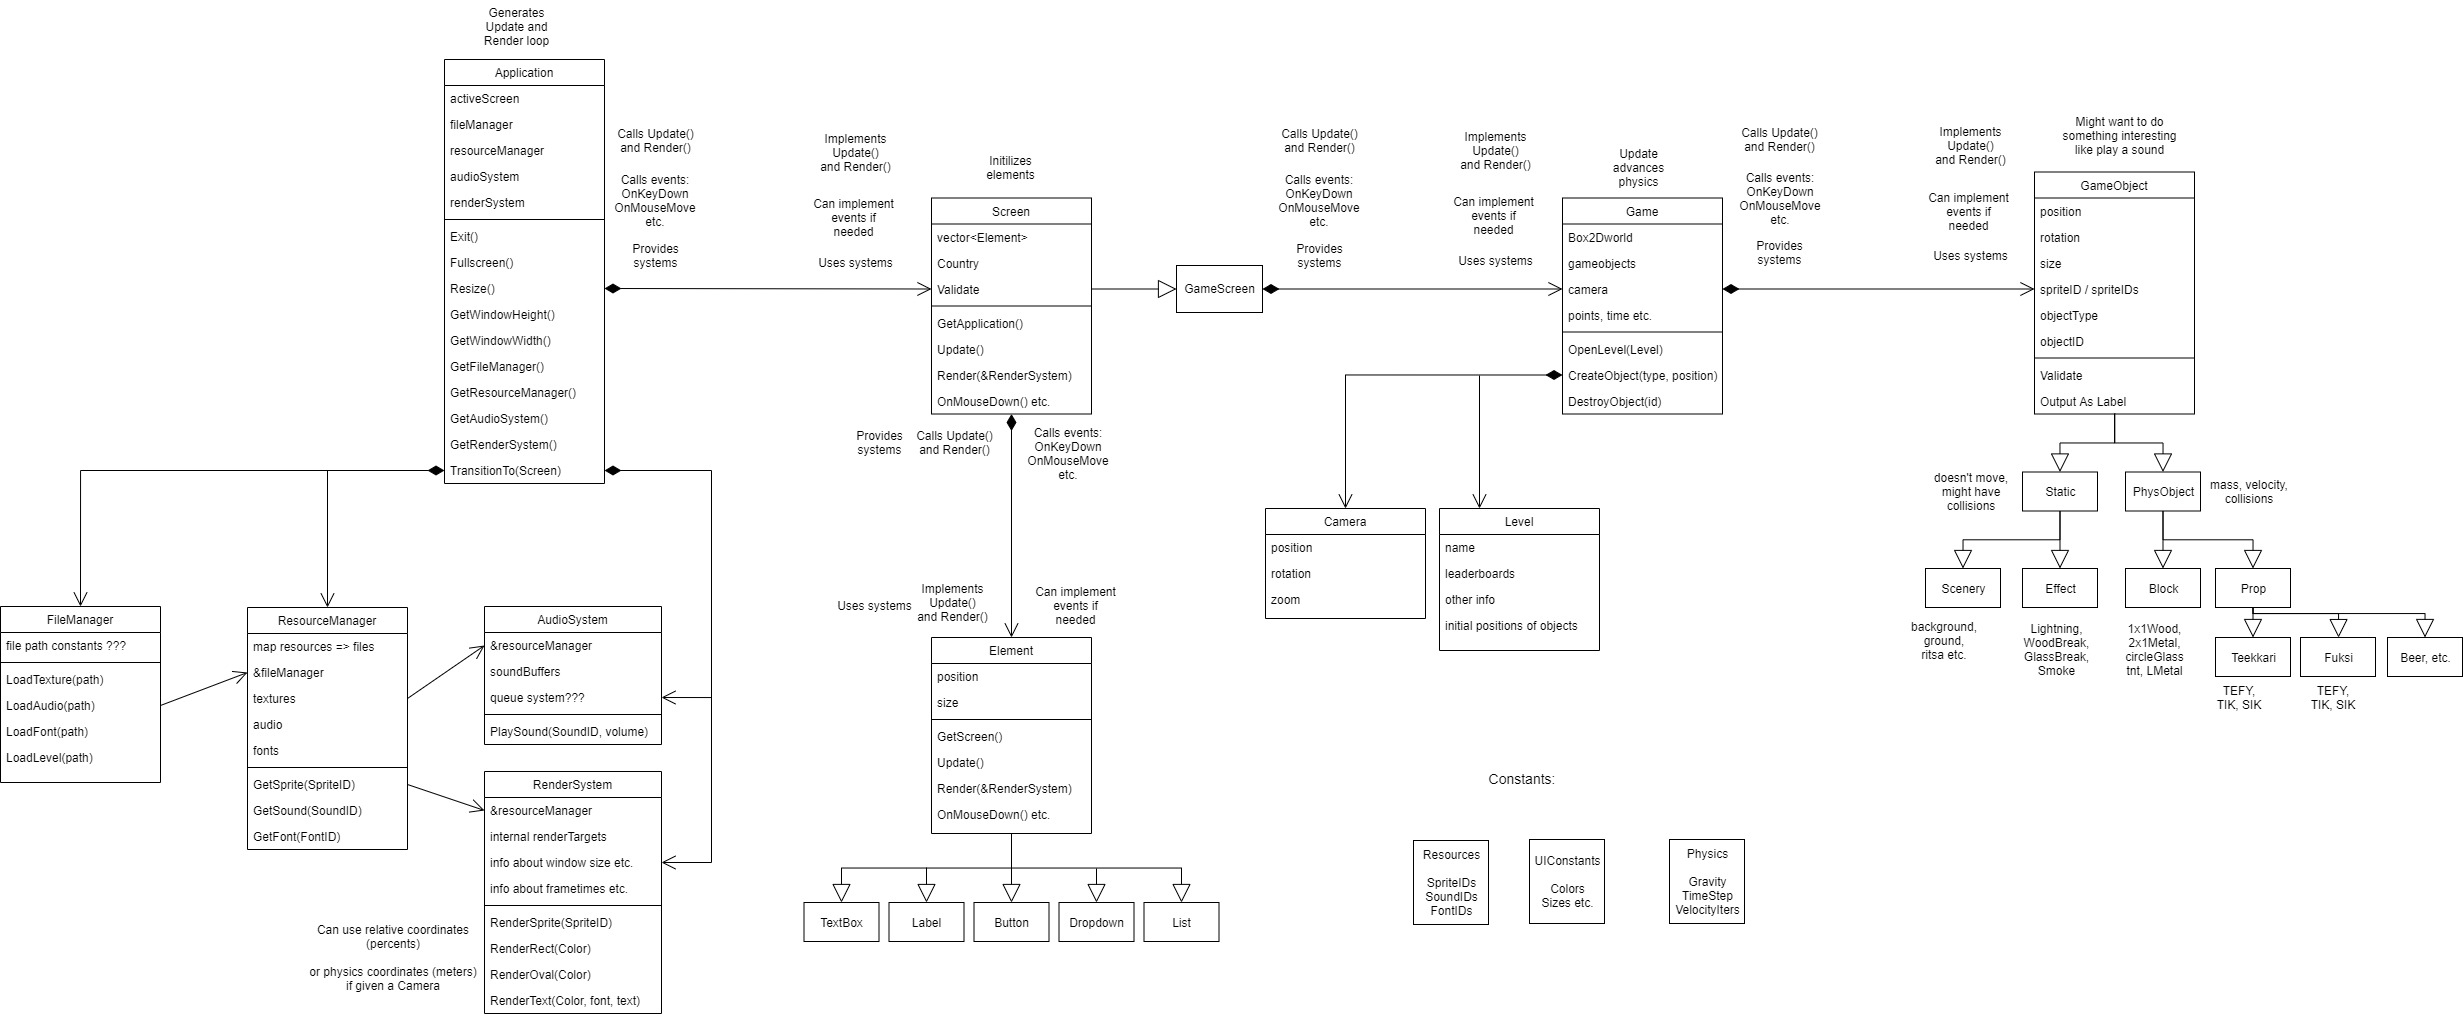 Generates
Update and
Render loop
Application
activeScreen
fileManager
resourceManager
audioSystem
renderSystem
Exit()
Fullscreen()
Resize()
GetWindowHeight()
GetWindowWidth()
GetFileManager()
GetResourceManager()
GetAudioSystem()
GetRenderSystem()
TransitionTo(Screen)
Calls Update()
and Render()
Calls events:
OnKeyDown
OnMouseMove
etc.
Provides
systems
Implements
Update()
and Render()
Can implement
events if
needed
Uses systems
Initilizes
elements
Screen
vector<Element>
Country
Validate
GetApplication()
Update()
Render(&RenderSystem)
OnMouseDown() etc.
GameScreen
Calls Update()
and Render()
Calls events:
OnKeyDown
OnMouseMove
etc.
Provides
systems
Implements
Update()
and Render()
Can implement
events if
needed
Uses systems
Update
advances
physics
Game
Box2Dworld
gameobjects
camera
points, time etc.
OpenLevel(Level)
CreateObject(type, position)
DestroyObject(id)
Calls Update()
and Render()
Calls events:
OnKeyDown
OnMouseMove
etc.
Provides
systems
Implements
Update()
and Render()
Can implement
events if
needed
Uses systems
Might want to do
something interesting
like play a sound
GameObject
position
rotation
size
spriteID / spriteIDs
objectType
objectID
Validate
Output As Label
doesn't move,
might have
collisions
Static
PhysObject
mass, velocity,
collisions
Scenery
Effect
Block
Prop
background,
ground,
ritsa etc.
Lightning,
WoodBreak,
GlassBreak,
Smoke
1x1Wood,
2x1Metal,
circleGlass
tnt, LMetal
Teekkari
Fuksi
Beer, etc.
TEFY,
TIK, SIK
TEFY,
TIK, SIK
Provides
systems
Calls Update()
and Render()
Calls events:
OnKeyDown
OnMouseMove
etc.
Uses systems
Implements
Update()
and Render()
Can implement
events if
needed
Element
position
size
GetScreen()
Update()
Render(&RenderSystem)
OnMouseDown() etc.
TextBox
Label
Button
Dropdown
List
Camera
position
rotation
zoom
Level
name
leaderboards
other info
initial positions of objects
FileManager
file path constants ???
LoadTexture(path)
LoadAudio(path)
LoadFont(path)
LoadLevel(path)
ResourceManager
map resources => files
&fileManager
textures
audio
fonts
GetSprite(SpriteID)
GetSound(SoundID)
GetFont(FontID)
AudioSystem
&resourceManager
soundBuffers
queue system???
PlaySound(SoundID, volume)
RenderSystem
&resourceManager
internal renderTargets
info about window size etc.
info about frametimes etc.
RenderSprite(SpriteID)
RenderRect(Color)
RenderOval(Color)
RenderText(Color, font, text)
Can use relative coordinates
(percents)
or physics coordinates (meters)
if given a Camera
Constants:
Resources
SpriteIDs
SoundIDs
FontIDs
UIConstants
Colors
Sizes etc.
Physics
Gravity
TimeStep
VelocityIters